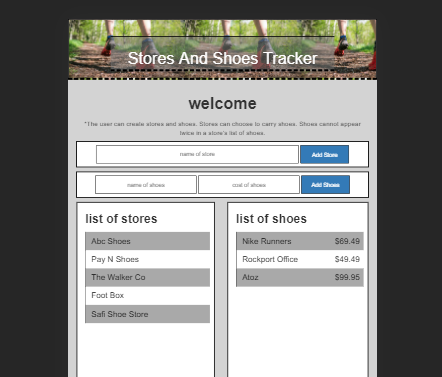 Stores And Shoes Tracker
welcome
*The user can create stores and shoes. Stores can choose to carry shoes. Shoes cannot appear
twice in a store's list of shoes.
name of store
Add Store
name of shoes
cost of shoes
Add Shoes
list of stores
Abc Shoes
Pay N Shoes
The Walker Co
Foot Box
Safi Shoe Store
list of shoes
Nike Runners $69.49
Rockport Office $49.49
Atoz $99.95